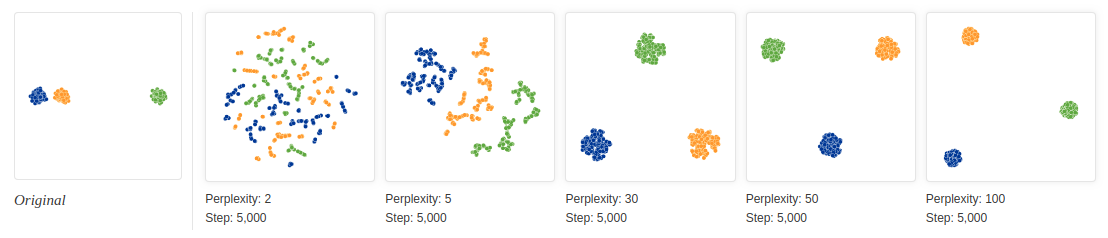 Original
Perplexity: 2
Step: 5,000
Perplexity: 5
Step: 5,000
Perplexity: 30
Step: 5,000
Perplexity: 50
Step: 5,000
Perplexity: 100
Step: 5,000